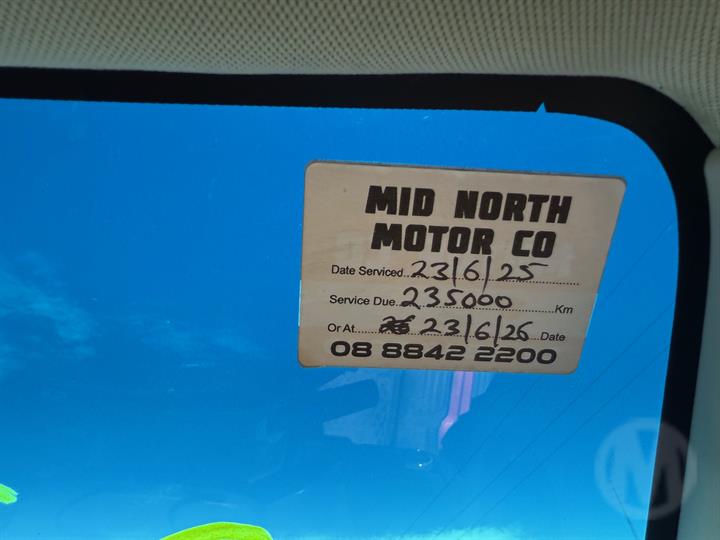 MID NORTH
MOTOR CO
Date Serviced 23/6/25
Service Due 235000 Km
Or At 23/6/26 Date
08 8842 2200
M